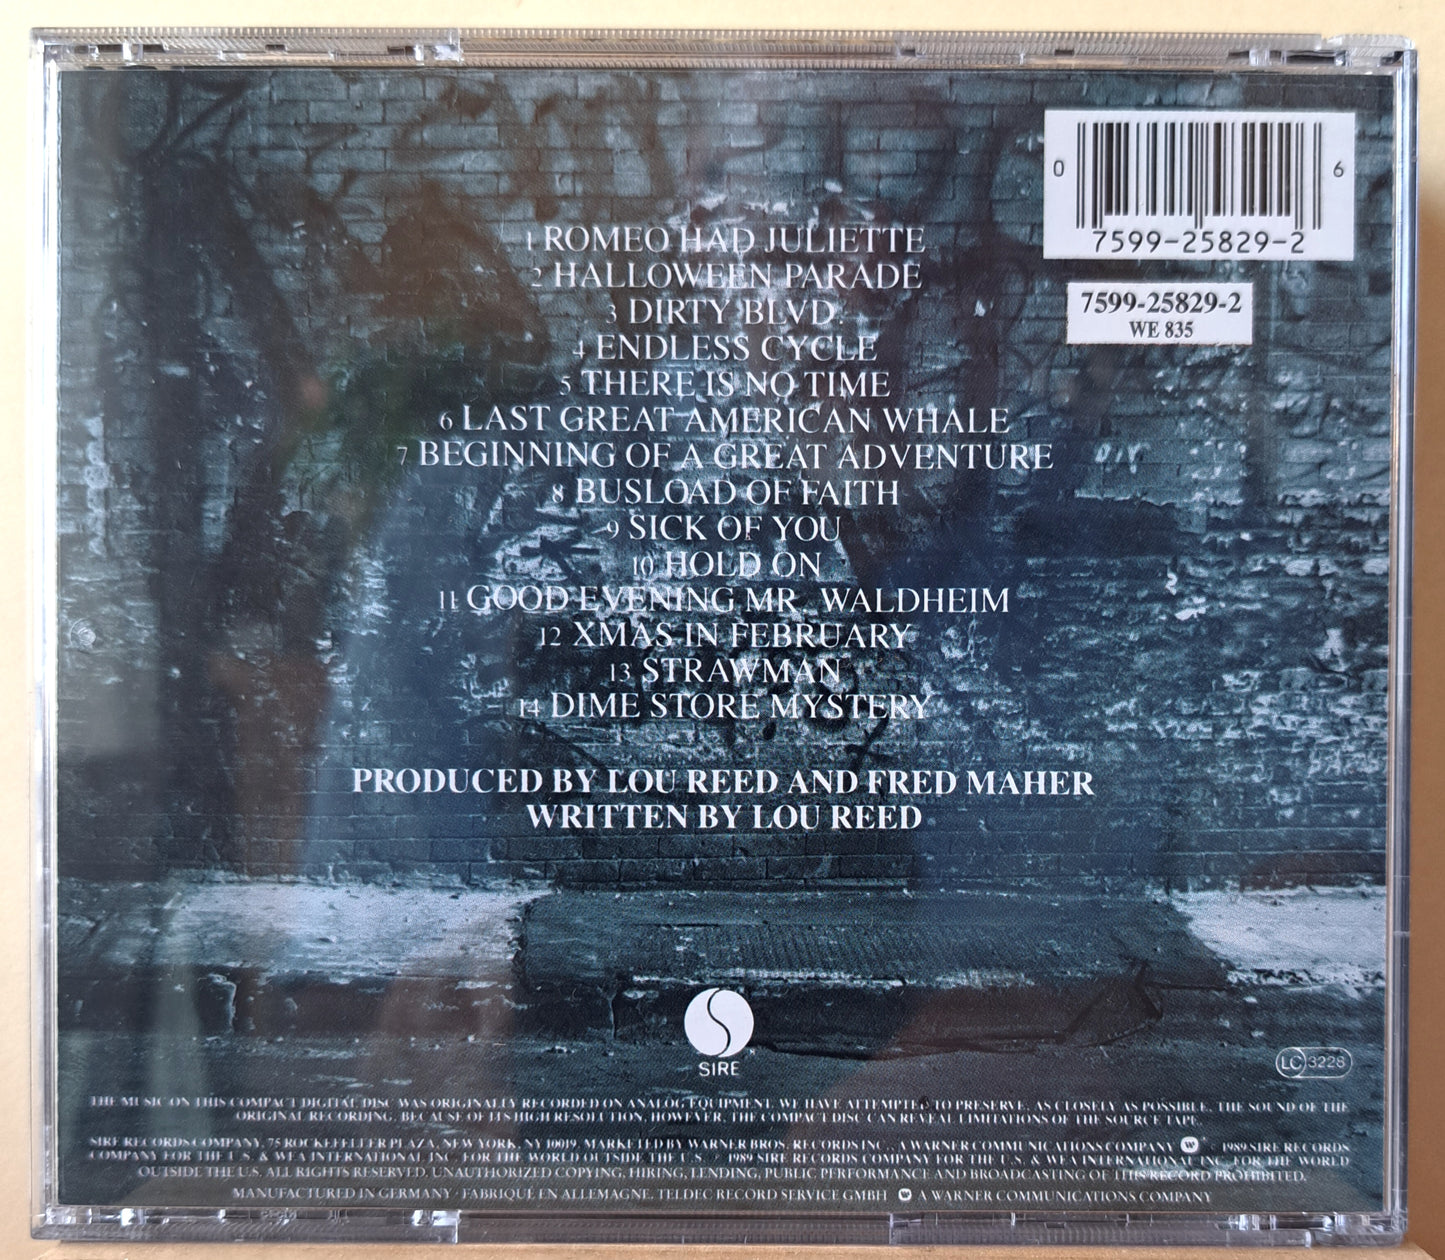 0 7599-25829-2 6
7599-25829-2
WE 835
1 ROMEO HAD JULIETTE
2 HALLOWEEN PARADE
3 DIRTY BLVD.
4 ENDLESS CYCLE
5 THERE IS NO TIME
6 LAST GREAT AMERICAN WHALE
7 BEGINNING OF A GREAT ADVENTURE
8 BUSLOAD OF FAITH
9 SICK OF YOU
10 HOLD ON
11 GOOD EVENING MR. WALDHEIM
12 XMAS IN FEBRUARY
13 STRAWMAN
14 DIME STORE MYSTERY
PRODUCED BY LOU REED AND FRED MAHER
WRITTEN BY LOU REED
SIRE
LC 3228
THE MUSIC ON THIS COMPACT DIGITAL DISC WAS ORIGINALLY RECORDED ON ANALOG EQUIPMENT. WE HAVE ATTEMPTED TO PRESERVE, AS CLOSELY AS POSSIBLE, THE SOUND OF THE
ORIGINAL RECORDING. BECAUSE OF ITS HIGH RESOLUTION, HOWEVER, THE COMPACT DISC CAN REVEAL LIMITATIONS OF THE SOURCE TAPE.
SIRE RECORDS COMPANY, 75 ROCKEFELLER PLAZA, NEW YORK, NY 10019. MARKETED BY WARNER BROS. RECORDS INC., A WARNER COMMUNICATIONS COMPANY 1989 SIRE RECORDS
COMPANY FOR THE U.S. & WEA INTERNATIONAL INC. FOR THE WORLD OUTSIDE THE U.S. 1989 SIRE RECORDS COMPANY FOR THE U.S. & WEA INTERNATIONAL INC. FOR THE WORLD
OUTSIDE THE U.S. ALL RIGHTS RESERVED. UNAUTHORIZED COPYING, HIRING, LENDING, PUBLIC PERFORMANCE AND BROADCASTING OF THIS RECORD PROHIBITED.
MANUFACTURED IN GERMANY · FABRIQUÉ EN ALLEMAGNE. TELDEC RECORD SERVICE GMBH A WARNER COMMUNICATIONS COMPANY